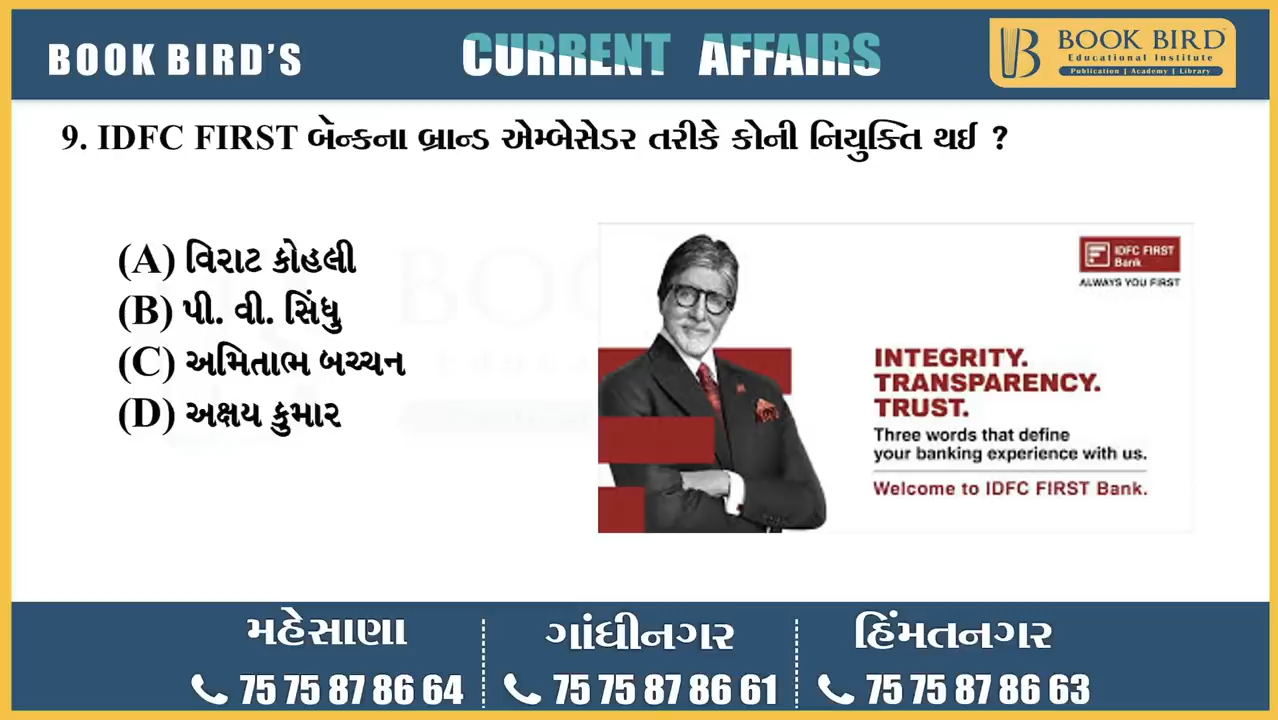 BOOK BIRD'S
CURRENT AFFAIRS
BOOK BIRD
Educational Institute
Publication | Academy | Library
9. IDFC FIRST બેન્કના બ્રાન્ડ એમ્બેસેડર તરીકે કોની નિયુક્તિ થઈ ?
(A) વિરાટ કોહલી
(B) પી. વી. સિંધુ
(C) અમિતાભ બચ્ચન
(D) અક્ષય કુમાર
IDFC FIRST
Bank
ALWAYS YOU FIRST
INTEGRITY.
TRANSPARENCY.
TRUST.
Three words that define
your banking experience with us.
Welcome to IDFC FIRST Bank.
મહેસાણા
75 75 87 86 64
ગાંધીનગર
75 75 87 86 61
હિંમતનગર
75 75 87 86 63